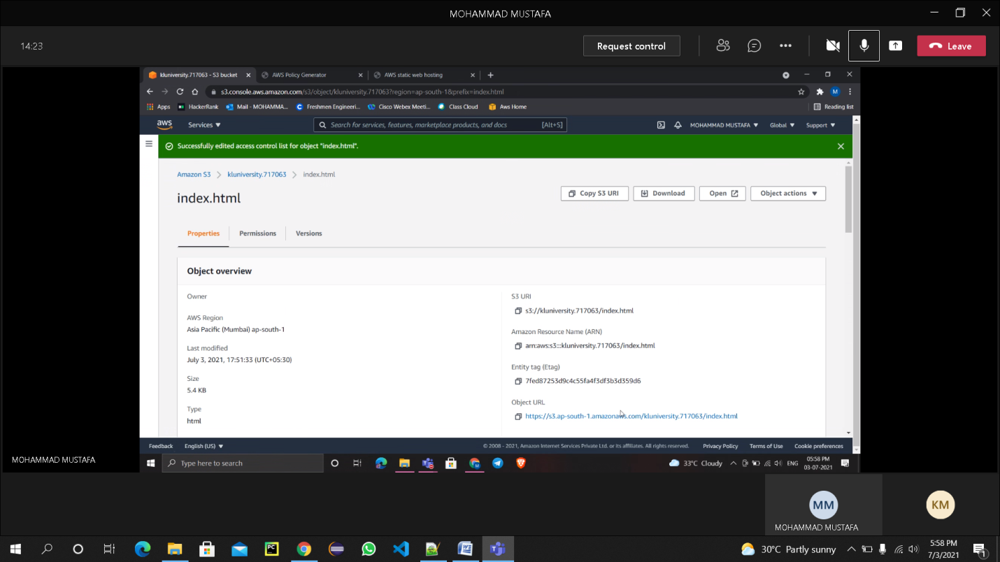 MOHAMMAD MUSTAFA
14:23
Request control
Leave
kluniversity.717063 - S3 bucket
AWS Policy Generator
AWS static web hosting
s3.console.aws.amazon.com/s3/object/kluniversity.717063?region=ap-south-1&prefix=index.html
M
Apps
HackerRank
Mail - MOHAMMA...
Freshmen Engineeri...
Cisco Webex Meeti...
Class Cloud
Aws Home
Reading list
aws
Services
Search for services, features, marketplace products, and docs
[Alt+S]
MOHAMMAD MUSTAFA
Global
Support
Successfully edited access control list for object "index.html".
Amazon S3
kluniversity.717063
index.html
index.html
Copy S3 URI
Download
Open
Object actions
Properties
Permissions
Versions
Object overview
Owner
AWS Region
Asia Pacific (Mumbai) ap-south-1
Last modified
July 3, 2021, 17:51:33 (UTC+05:30)
Size
5.4 KB
Type
html
S3 URI
s3://kluniversity.717063/index.html
Amazon Resource Name (ARN)
arn:aws:s3:::kluniversity.717063/index.html
Entity tag (Etag)
7fed87253d9c4c55fa4f3df3b3d359d6
Object URL
https://s3.ap-south-1.amazonaws.com/kluniversity.717063/index.html
Feedback
English (US)
© 2008 - 2021, Amazon Internet Services Private Ltd. or its affiliates. All rights reserved.
Privacy Policy
Terms of Use
Cookie preferences
Type here to search
33°C Cloudy
ENG
05:58 PM
03-07-2021
MOHAMMAD MUSTAFA
MM
MOHAMMAD MUSTAFA
KM
PC
30°C Partly sunny
5:58 PM
7/3/2021
1